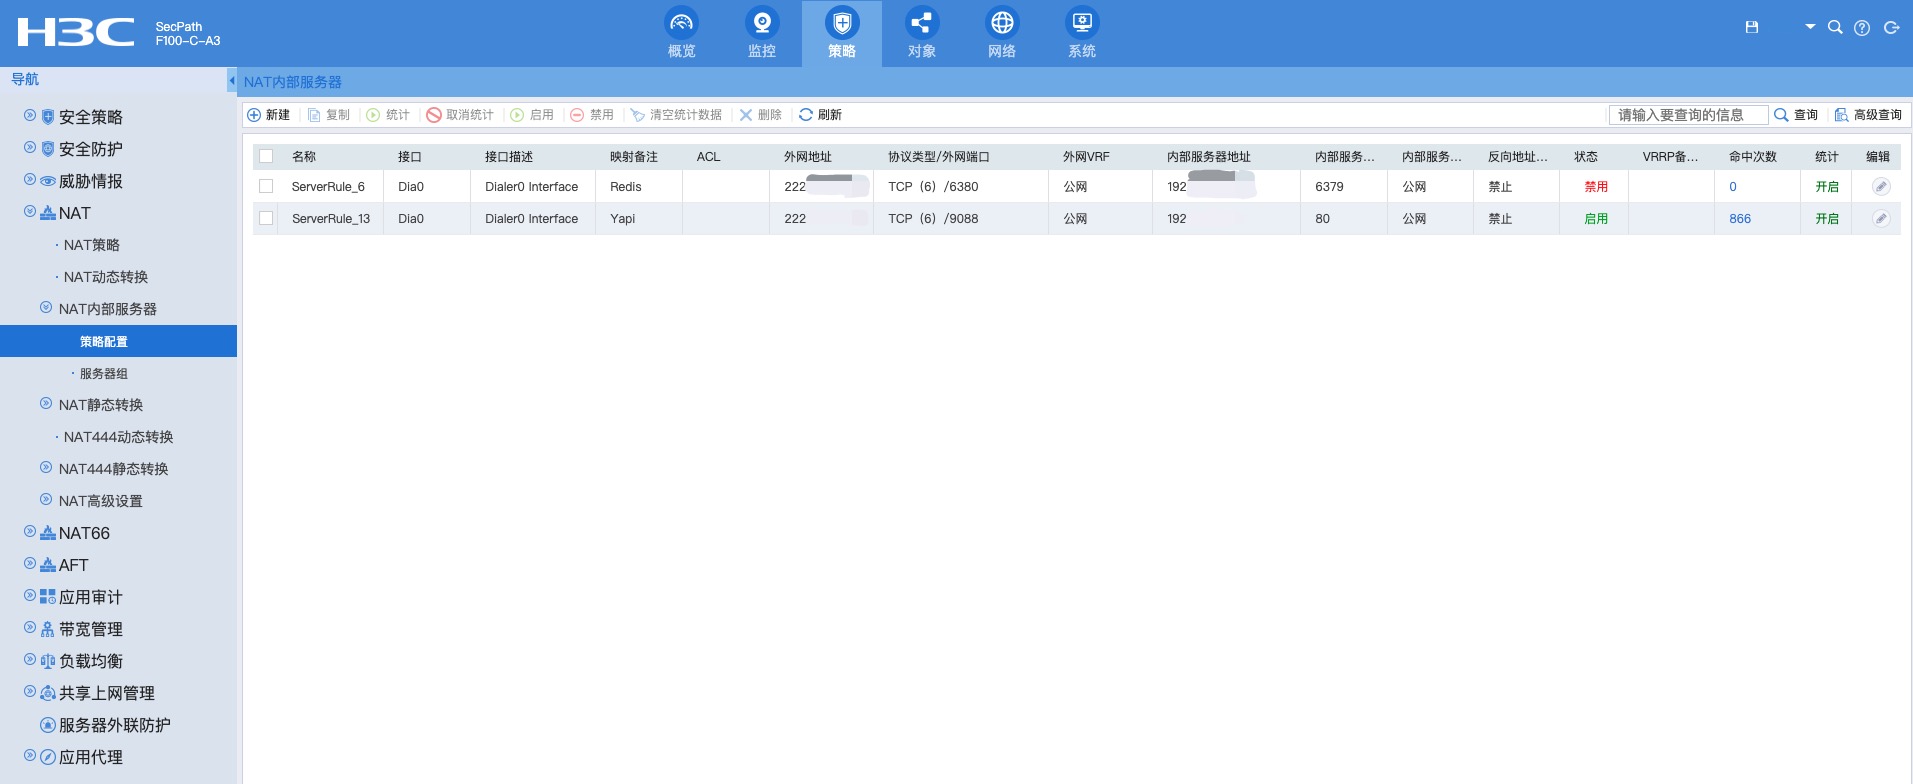 H3C
SecPath
F100-C-A3
概览 监控 策略 对象 网络 系统
导航
NAT内部服务器
新建 复制 统计 取消统计 启用 禁用 清空统计数据 删除 刷新 请输入要查询的信息 查询 高级查询
名称 接口 接口描述 映射备注 ACL 外网地址 协议类型/外网端口 外网VRF 内部服务器地址 内部服务... 内部服务... 反向地址... 状态 VRRP备... 命中次数 统计 编辑
ServerRule_6 Dia0 Dialer0 Interface Redis 222 TCP（6）/6380 公网 192 6379 公网 禁止 禁用 0 开启
ServerRule_13 Dia0 Dialer0 Interface Yapi 222 TCP（6）/9088 公网 192 80 公网 禁止 启用 866 开启
安全策略
安全防护
威胁情报
NAT
· NAT策略
· NAT动态转换
NAT内部服务器
策略配置
· 服务器组
NAT静态转换
· NAT444动态转换
NAT444静态转换
NAT高级设置
NAT66
AFT
应用审计
带宽管理
负载均衡
共享上网管理
服务器外联防护
应用代理